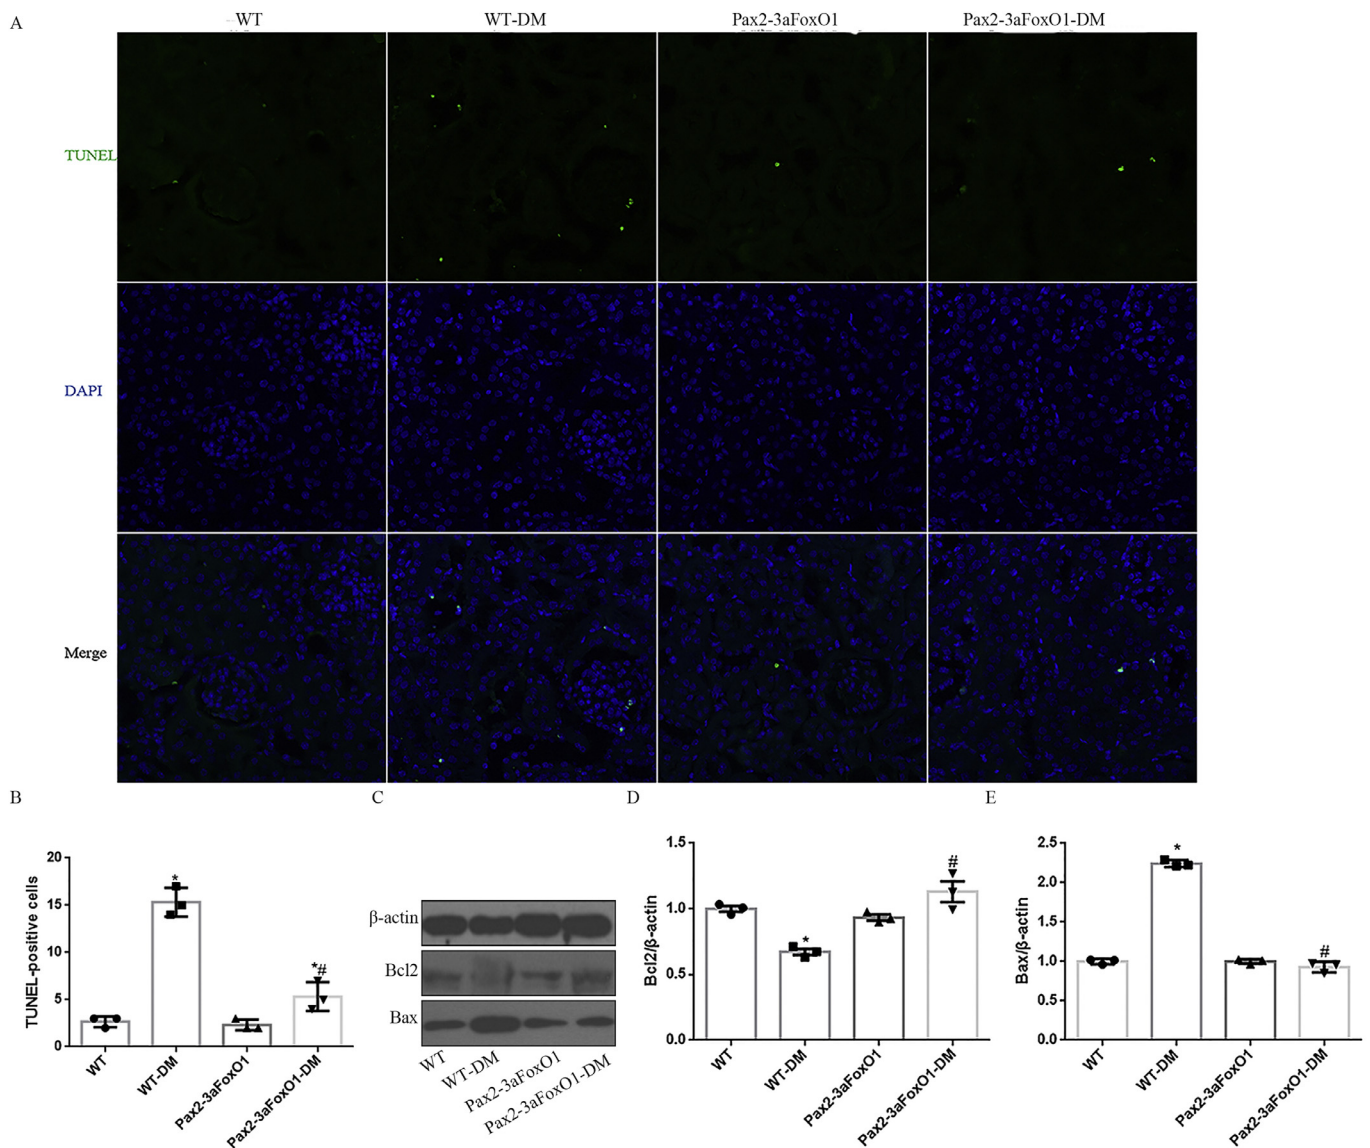 A
WT
WT-DM
Pax2-3aFoxO1
Pax2-3aFoxO1-DM
TUNEL
DAPI
Merge
B
C
D
E
TUNEL-positive cells
20
15
10
5
0
*
*#
WT
WT-DM
Pax2-3aFoxO1
Pax2-3aFoxO1-DM
β-actin
Bcl2
Bax
WT
WT-DM
Pax2-3aFoxO1
Pax2-3aFoxO1-DM
Bcl2/β-actin
1.5
1.0
0.5
0.0
*
#
WT
WT-DM
Pax2-3aFoxO1
Pax2-3aFoxO1-DM
Bax/β-actin
2.5
2.0
1.5
1.0
0.5
0.0
*
#
WT
WT-DM
Pax2-3aFoxO1
Pax2-3aFoxO1-DM